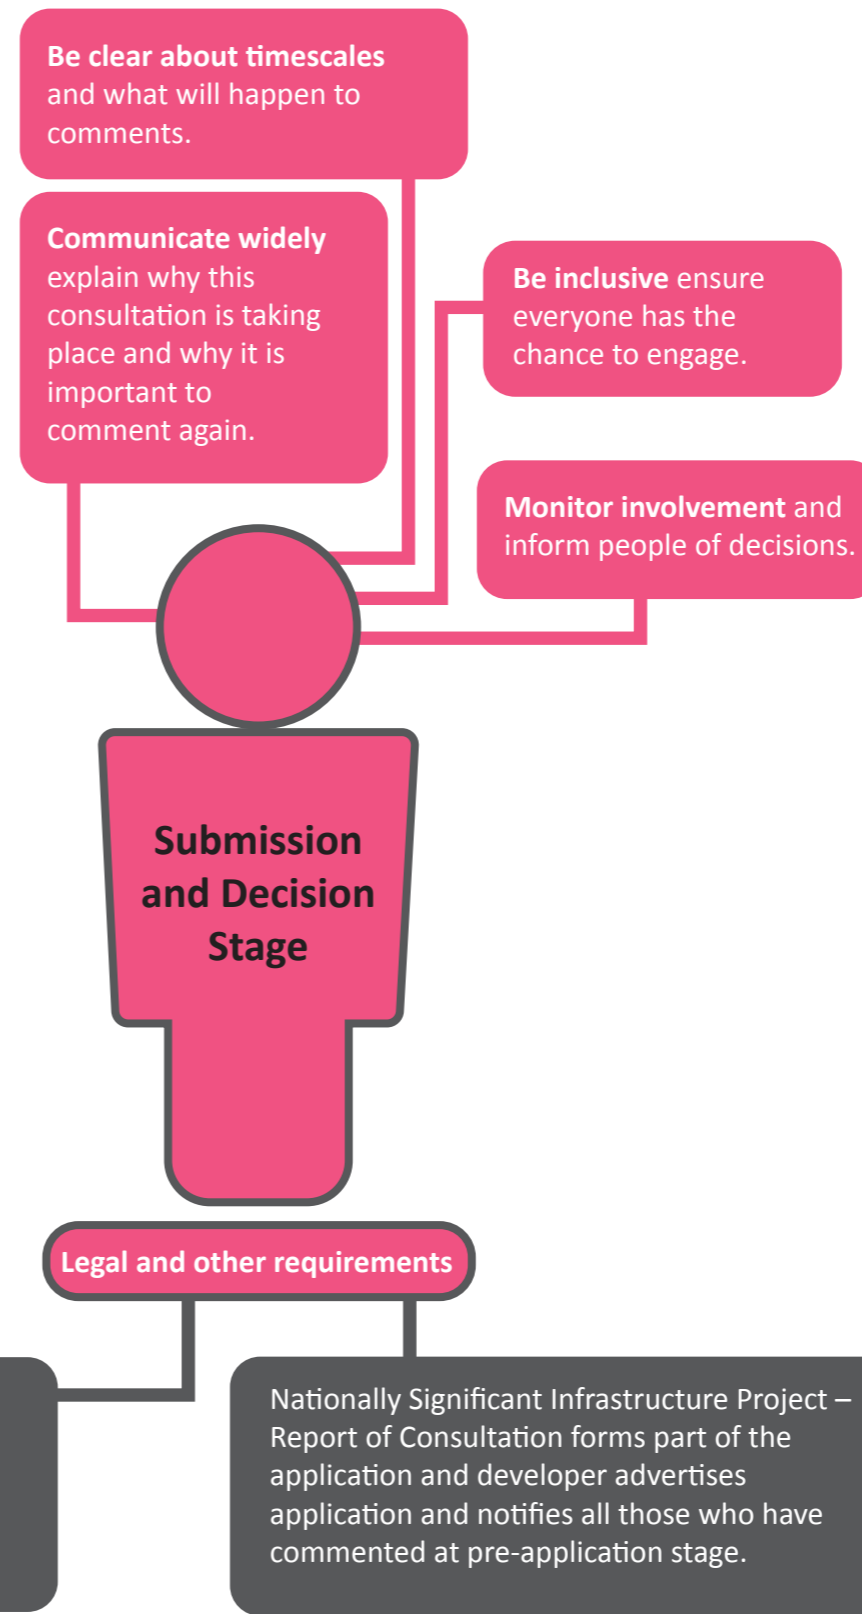 Be clear about timescales
and what will happen to
comments.
Communicate widely
explain why this
consultation is taking
place and why it is
important to
comment again.
Be inclusive ensure
everyone has the
chance to engage.
Monitor involvement and
inform people of decisions.
Submission
and Decision
Stage
Legal and other requirements
Nationally Significant Infrastructure Project –
Report of Consultation forms part of the
application and developer advertises
application and notifies all those who have
commented at pre-application stage.